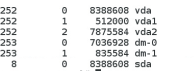 252 0 8388608 vda
252 1 512000 vda1
252 2 7875584 vda2
253 0 7036928 dm-0
253 1 835584 dm-1
8 0 8388608 sda